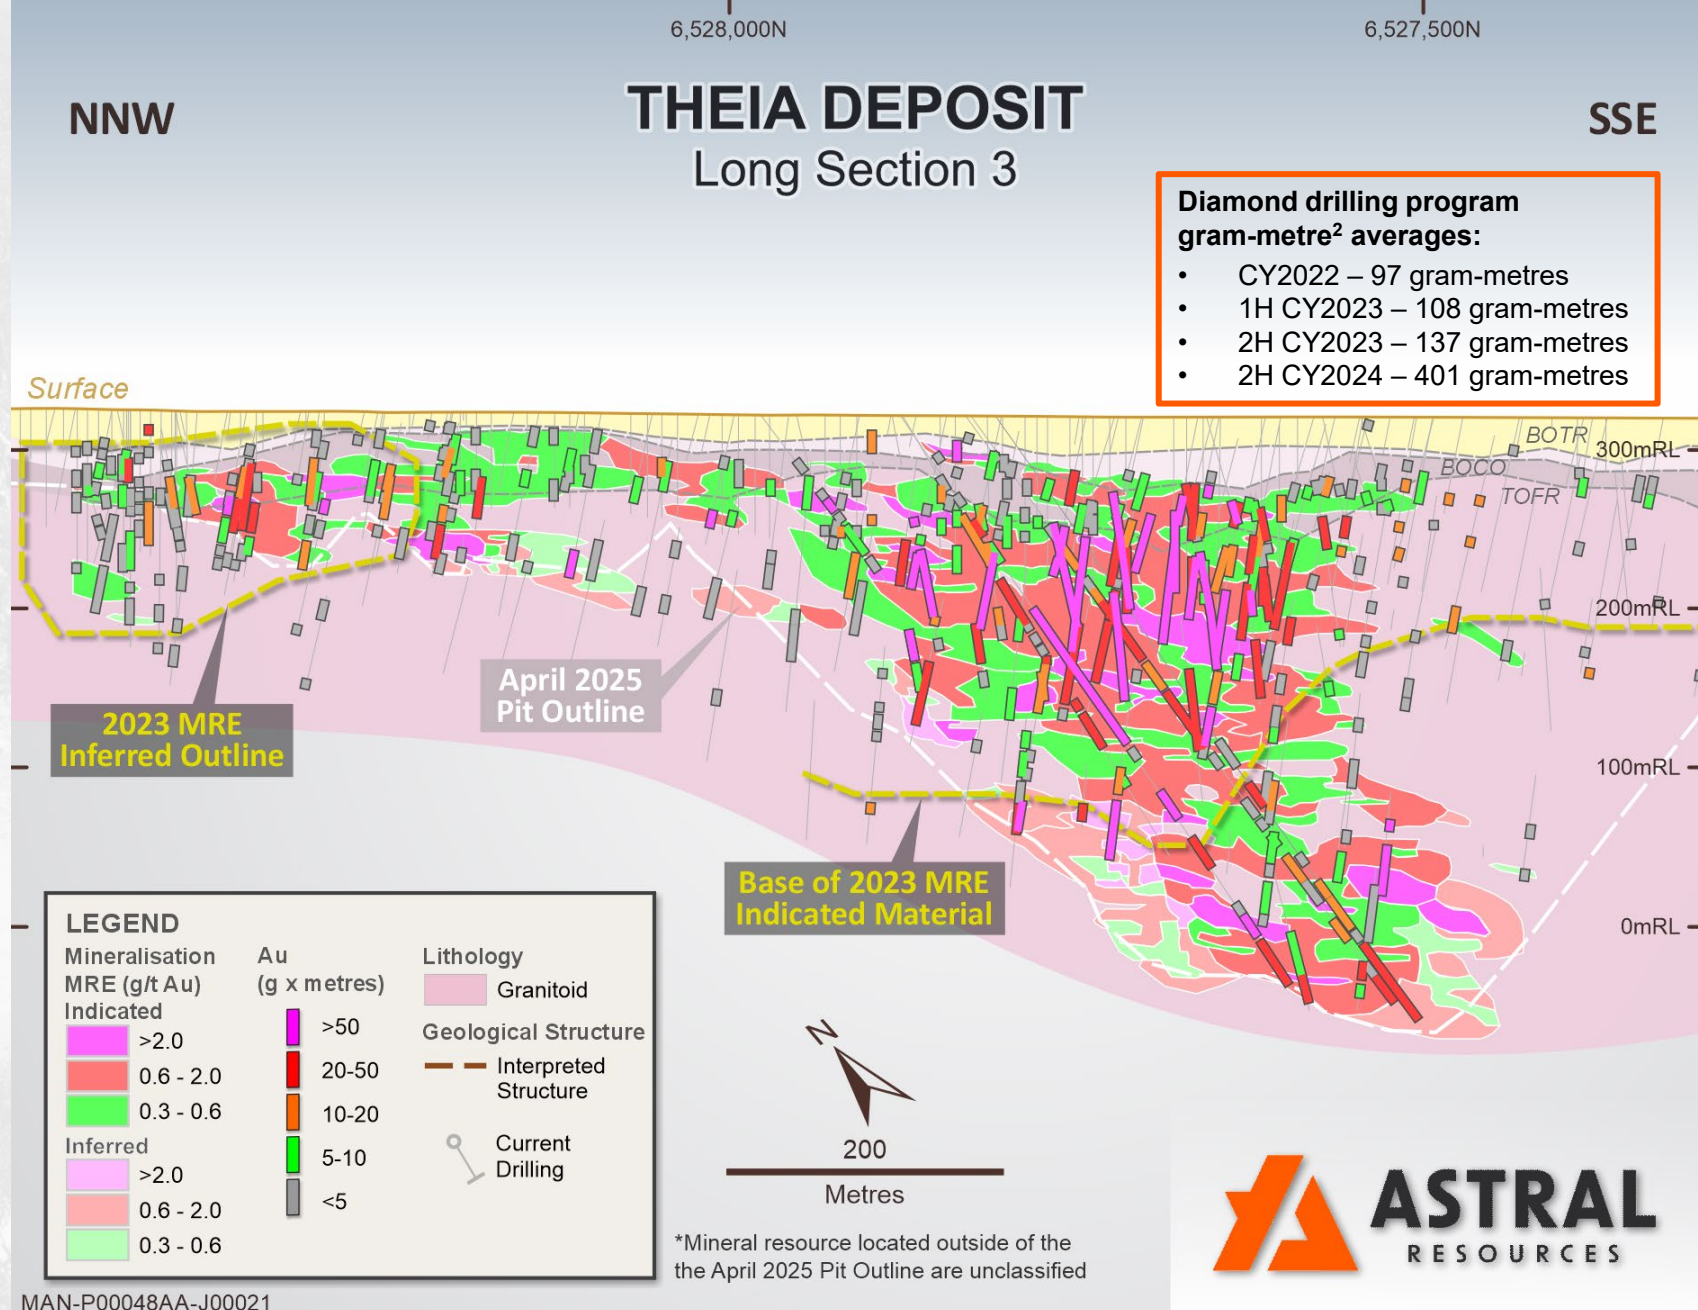 6,528,000N
6,527,500N
NNW
THEIA DEPOSIT
SSE
Long Section 3
Diamond drilling program
gram-metre² averages:
• CY2022 – 97 gram-metres
• 1H CY2023 – 108 gram-metres
• 2H CY2023 – 137 gram-metres
• 2H CY2024 – 401 gram-metres
Surface
BOTR
300mRL
BOCO
TOFR
200mRL
April 2025
Pit Outline
2023 MRE
Inferred Outline
100mRL
Base of 2023 MRE
Indicated Material
0mRL
LEGEND
Mineralisation
MRE (g/t Au)
Indicated
>2.0
0.6 - 2.0
0.3 - 0.6
Inferred
>2.0
0.6 - 2.0
0.3 - 0.6
Au
(g x metres)
>50
20-50
10-20
5-10
<5
Lithology
Granitoid
Geological Structure
Interpreted
Structure
Current
Drilling
N
200
Metres
*Mineral resource located outside of the
the April 2025 Pit Outline are unclassified
ASTRAL
RESOURCES
MAN-P00048AA-J00021